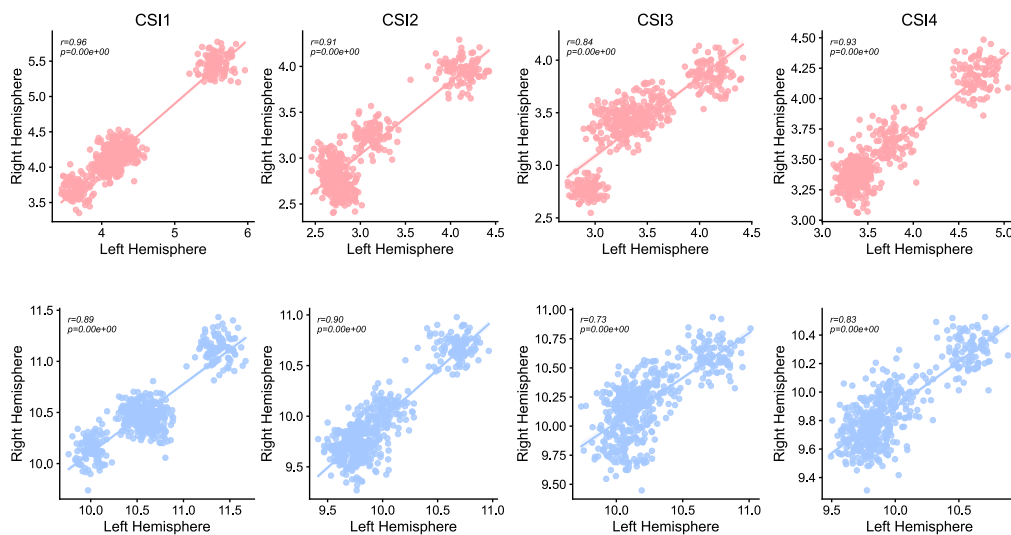 CSI1 CSI2 CSI3 CSI4
r=0.96
p=0.00e+00
Right Hemisphere
5.5
5.0
4.5
4.0
3.5
4 5 6
Left Hemisphere
r=0.91
p=0.00e+00
Right Hemisphere
4.0
3.5
3.0
2.5
2.5 3.0 3.5 4.0 4.5
Left Hemisphere
r=0.84
p=0.00e+00
Right Hemisphere
4.0
3.5
3.0
2.5
3.0 3.5 4.0 4.5
Left Hemisphere
r=0.93
p=0.00e+00
Right Hemisphere
4.50
4.25
4.00
3.75
3.50
3.25
3.00
3.0 3.5 4.0 4.5 5.0
Left Hemisphere
r=0.89
p=0.00e+00
Right Hemisphere
11.5
11.0
10.5
10.0
10.0 10.5 11.0 11.5
Left Hemisphere
r=0.90
p=0.00e+00
Right Hemisphere
11.0
10.5
10.0
9.5
9.5 10.0 10.5 11.0
Left Hemisphere
r=0.73
p=0.00e+00
Right Hemisphere
11.00
10.75
10.50
10.25
10.00
9.75
9.50
10.0 10.5 11.0
Left Hemisphere
r=0.83
p=0.00e+00
Right Hemisphere
10.4
10.2
10.0
9.8
9.6
9.4
9.5 10.0 10.5
Left Hemisphere